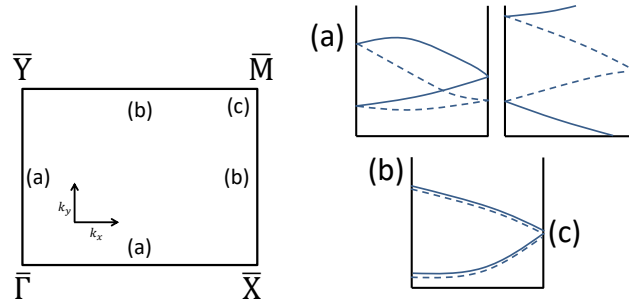 Y̅ M̅
(b) (c)
(a) (b)
k_y
k_x
(a)
Γ̅ X̅
(a)
(b)
(c)